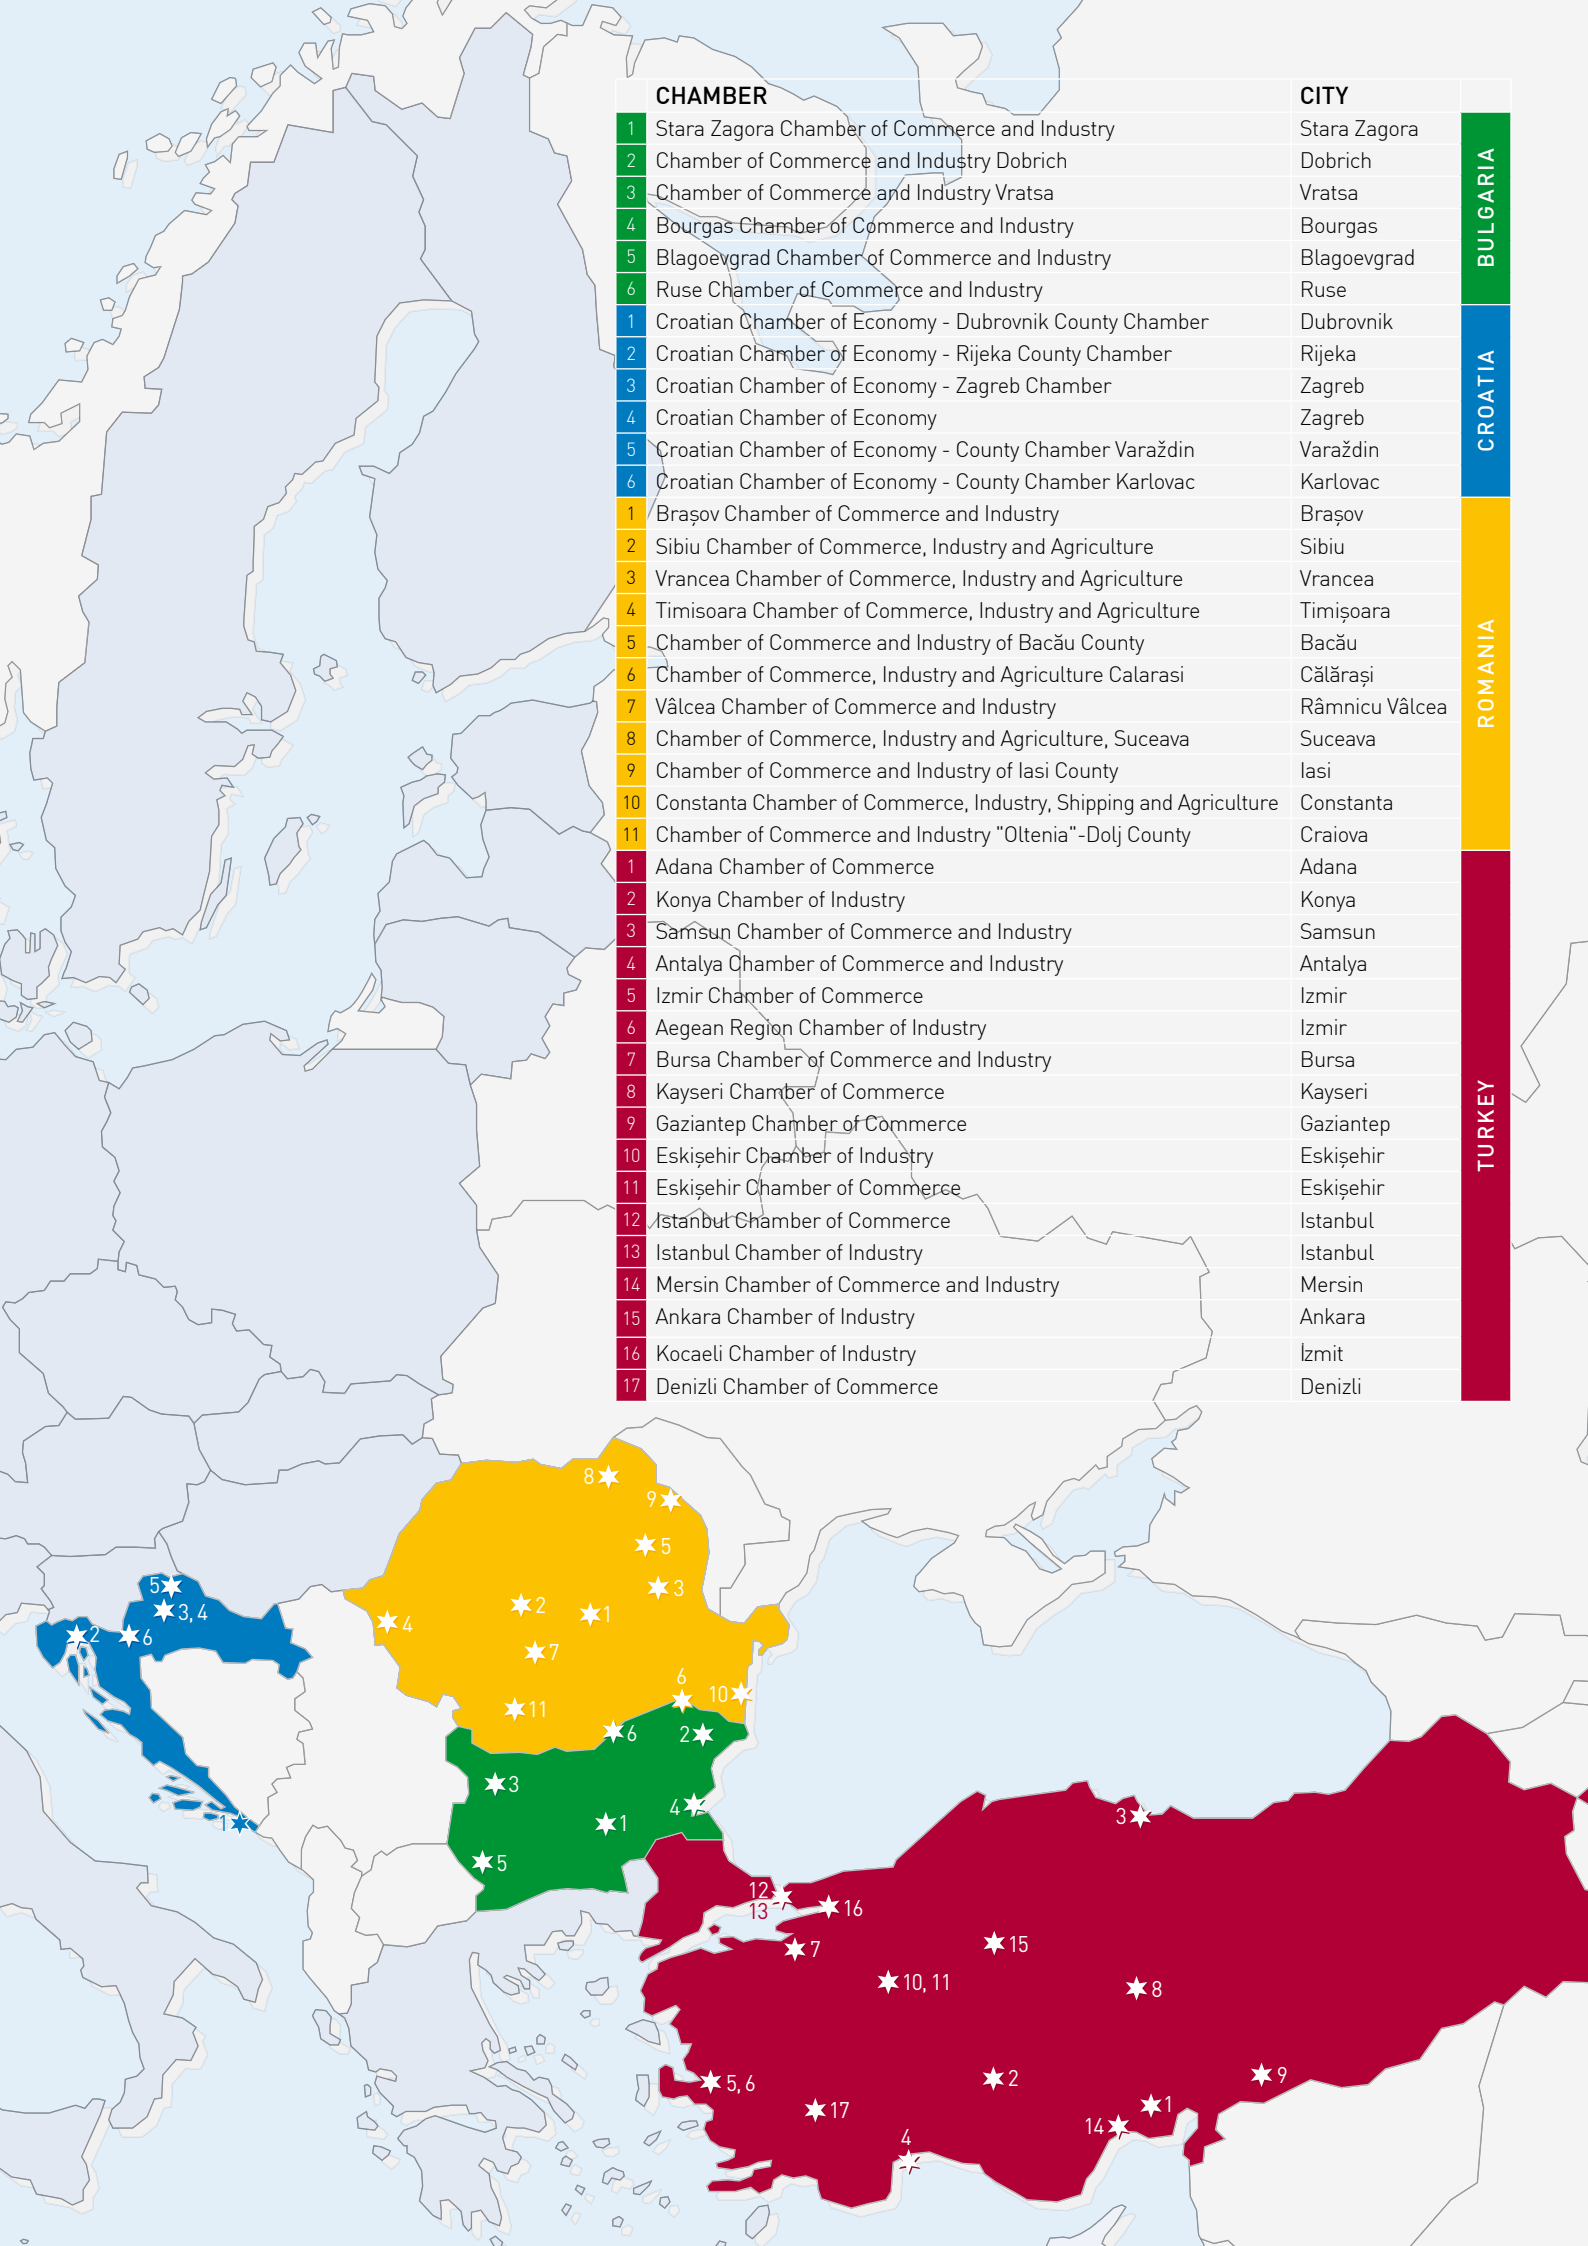 CHAMBER CITY
1 Stara Zagora Chamber of Commerce and Industry Stara Zagora
2 Chamber of Commerce and Industry Dobrich Dobrich
3 Chamber of Commerce and Industry Vratsa Vratsa
4 Bourgas Chamber of Commerce and Industry Bourgas
5 Blagoevgrad Chamber of Commerce and Industry Blagoevgrad
6 Ruse Chamber of Commerce and Industry Ruse
BULGARIA
1 Croatian Chamber of Economy - Dubrovnik County Chamber Dubrovnik
2 Croatian Chamber of Economy - Rijeka County Chamber Rijeka
3 Croatian Chamber of Economy - Zagreb Chamber Zagreb
4 Croatian Chamber of Economy Zagreb
5 Croatian Chamber of Economy - County Chamber Varaždin Varaždin
6 Croatian Chamber of Economy - County Chamber Karlovac Karlovac
CROATIA
1 Brașov Chamber of Commerce and Industry Brașov
2 Sibiu Chamber of Commerce, Industry and Agriculture Sibiu
3 Vrancea Chamber of Commerce, Industry and Agriculture Vrancea
4 Timisoara Chamber of Commerce, Industry and Agriculture Timișoara
5 Chamber of Commerce and Industry of Bacău County Bacău
6 Chamber of Commerce, Industry and Agriculture Calarasi Călărași
7 Vâlcea Chamber of Commerce and Industry Râmnicu Vâlcea
8 Chamber of Commerce, Industry and Agriculture, Suceava Suceava
9 Chamber of Commerce and Industry of Iasi County Iasi
10 Constanta Chamber of Commerce, Industry, Shipping and Agriculture Constanta
11 Chamber of Commerce and Industry "Oltenia"-Dolj County Craiova
ROMANIA
1 Adana Chamber of Commerce Adana
2 Konya Chamber of Industry Konya
3 Samsun Chamber of Commerce and Industry Samsun
4 Antalya Chamber of Commerce and Industry Antalya
5 Izmir Chamber of Commerce Izmir
6 Aegean Region Chamber of Industry Izmir
7 Bursa Chamber of Commerce and Industry Bursa
8 Kayseri Chamber of Commerce Kayseri
9 Gaziantep Chamber of Commerce Gaziantep
10 Eskișehir Chamber of Industry Eskișehir
11 Eskișehir Chamber of Commerce Eskișehir
12 Istanbul Chamber of Commerce Istanbul
13 Istanbul Chamber of Industry Istanbul
14 Mersin Chamber of Commerce and Industry Mersin
15 Ankara Chamber of Industry Ankara
16 Kocaeli Chamber of Industry İzmit
17 Denizli Chamber of Commerce Denizli
TURKEY
8
9
5
5
3
2
3, 4
1
4
2
6
7
6
10
11
6
2
3
4
1
3
1
5
12
13
16
15
7
10, 11
8
9
2
5, 6
1
17
14
4